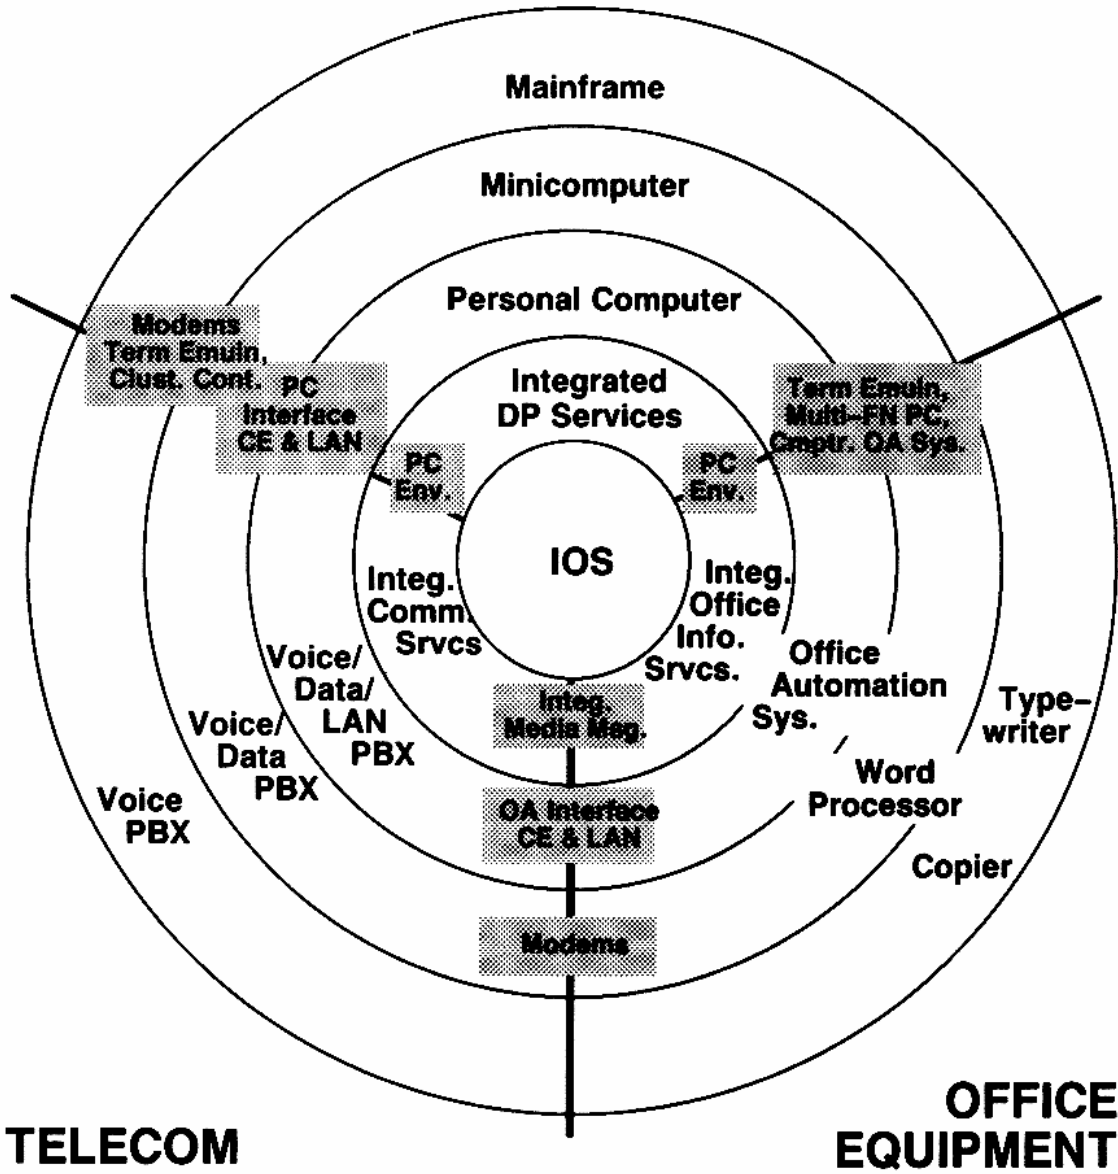 Mainframe
Minicomputer
Personal Computer
Integrated
DP Services
Modems
Term Emuln,
Clust. Cont.
PC
Interface
CE & LAN
PC
Env.
PC
Env.
Term Emuln,
Multi-FN PC,
Cmptr. OA Sys.
IOS
Integ.
Comm.
Srvcs
Integ.
Office
Info.
Srvcs.
Voice/
Data/
LAN
PBX
Voice/
Data
PBX
Voice
PBX
Integ.
Media Mag.
OA Interface
CE & LAN
Modems
Office
Automation
Sys.
Word
Processor
Type-
writer
Copier
TELECOM
OFFICE
EQUIPMENT